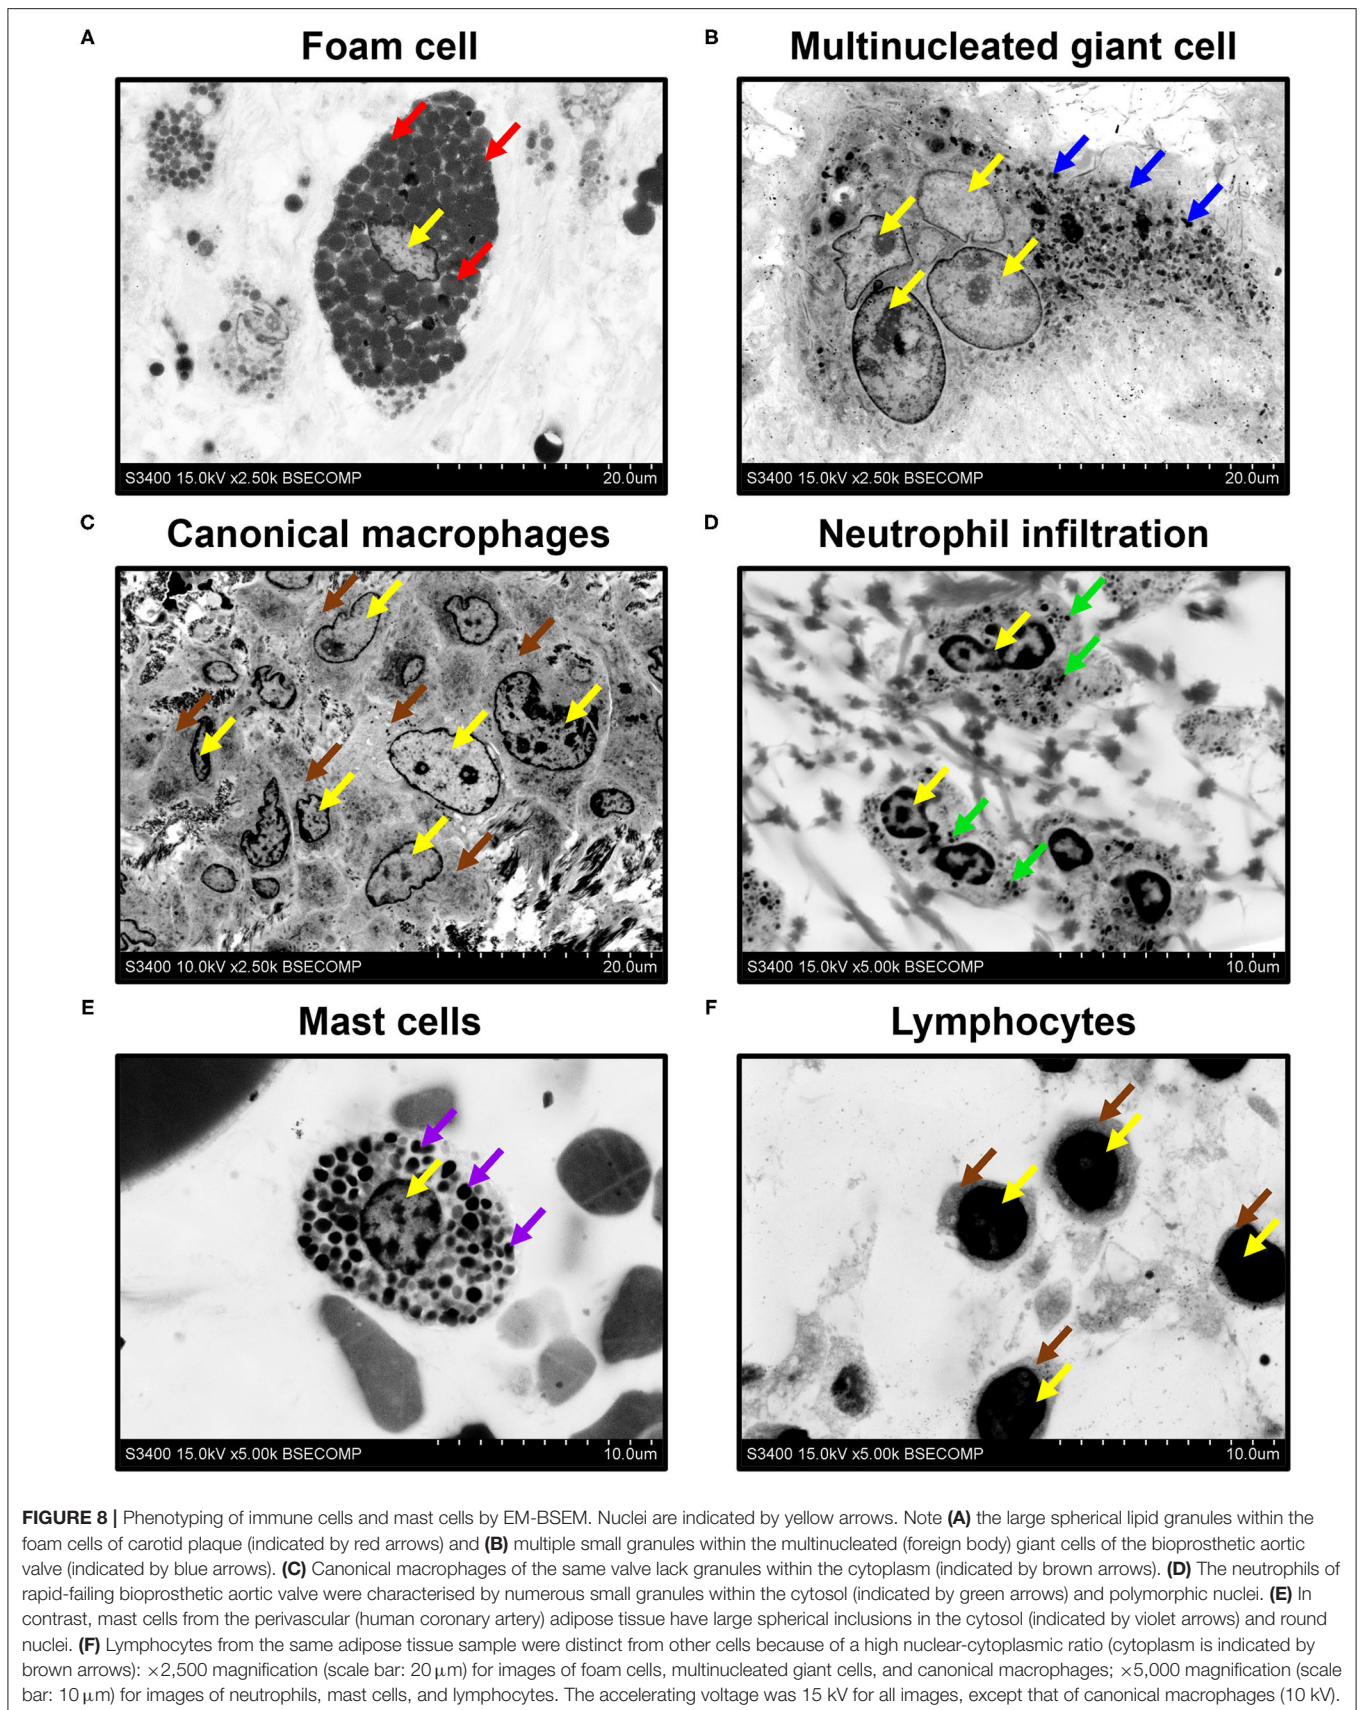 A
Foam cell
B
Multinucleated giant cell
S3400 15.0kV x2.50k BSECOMP
20.0um
S3400 15.0kV x2.50k BSECOMP
20.0um
C
Canonical macrophages
D
Neutrophil infiltration
S3400 10.0kV x2.50k BSECOMP
20.0um
S3400 15.0kV x5.00k BSECOMP
10.0um
E
Mast cells
F
Lymphocytes
S3400 15.0kV x5.00k BSECOMP
10.0um
S3400 15.0kV x5.00k BSECOMP
10.0um
FIGURE 8 | Phenotyping of immune cells and mast cells by EM-BSEM. Nuclei are indicated by yellow arrows. Note (A) the large spherical lipid granules within the
foam cells of carotid plaque (indicated by red arrows) and (B) multiple small granules within the multinucleated (foreign body) giant cells of the bioprosthetic aortic
valve (indicated by blue arrows). (C) Canonical macrophages of the same valve lack granules within the cytoplasm (indicated by brown arrows). (D) The neutrophils of
rapid-failing bioprosthetic aortic valve were characterised by numerous small granules within the cytosol (indicated by green arrows) and polymorphic nuclei. (E) In
contrast, mast cells from the perivascular (human coronary artery) adipose tissue have large spherical inclusions in the cytosol (indicated by violet arrows) and round
nuclei. (F) Lymphocytes from the same adipose tissue sample were distinct from other cells because of a high nuclear-cytoplasmic ratio (cytoplasm is indicated by
brown arrows): ×2,500 magnification (scale bar: 20 μm) for images of foam cells, multinucleated giant cells, and canonical macrophages; ×5,000 magnification (scale
bar: 10 μm) for images of neutrophils, mast cells, and lymphocytes. The accelerating voltage was 15 kV for all images, except that of canonical macrophages (10 kV).